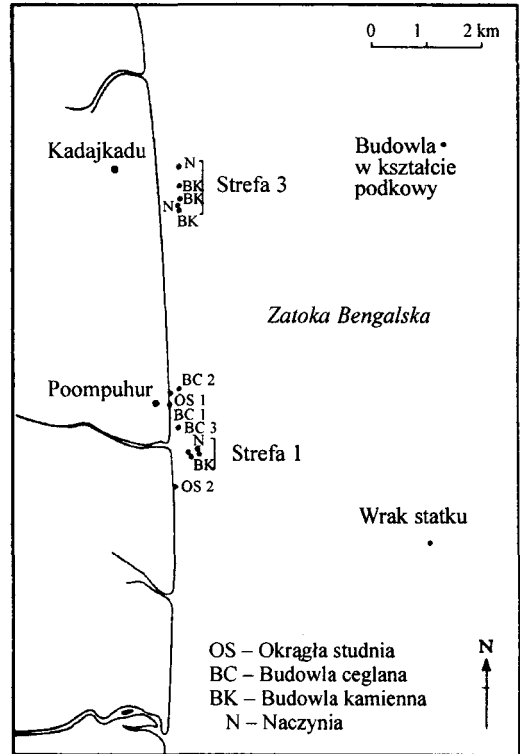 0 1 2 km
Kadajkadu
Budowla
w kształcie
podkowy
N
BK
BK
N
BK
Strefa 3
Zatoka Bengalska
Poompuhur
BC 2
OS 1
BC 1
BC 3
N
BK
Strefa 1
OS 2
Wrak statku
OS – Okrągła studnia
BC – Budowla ceglana
BK – Budowla kamienna
N – Naczynia
N